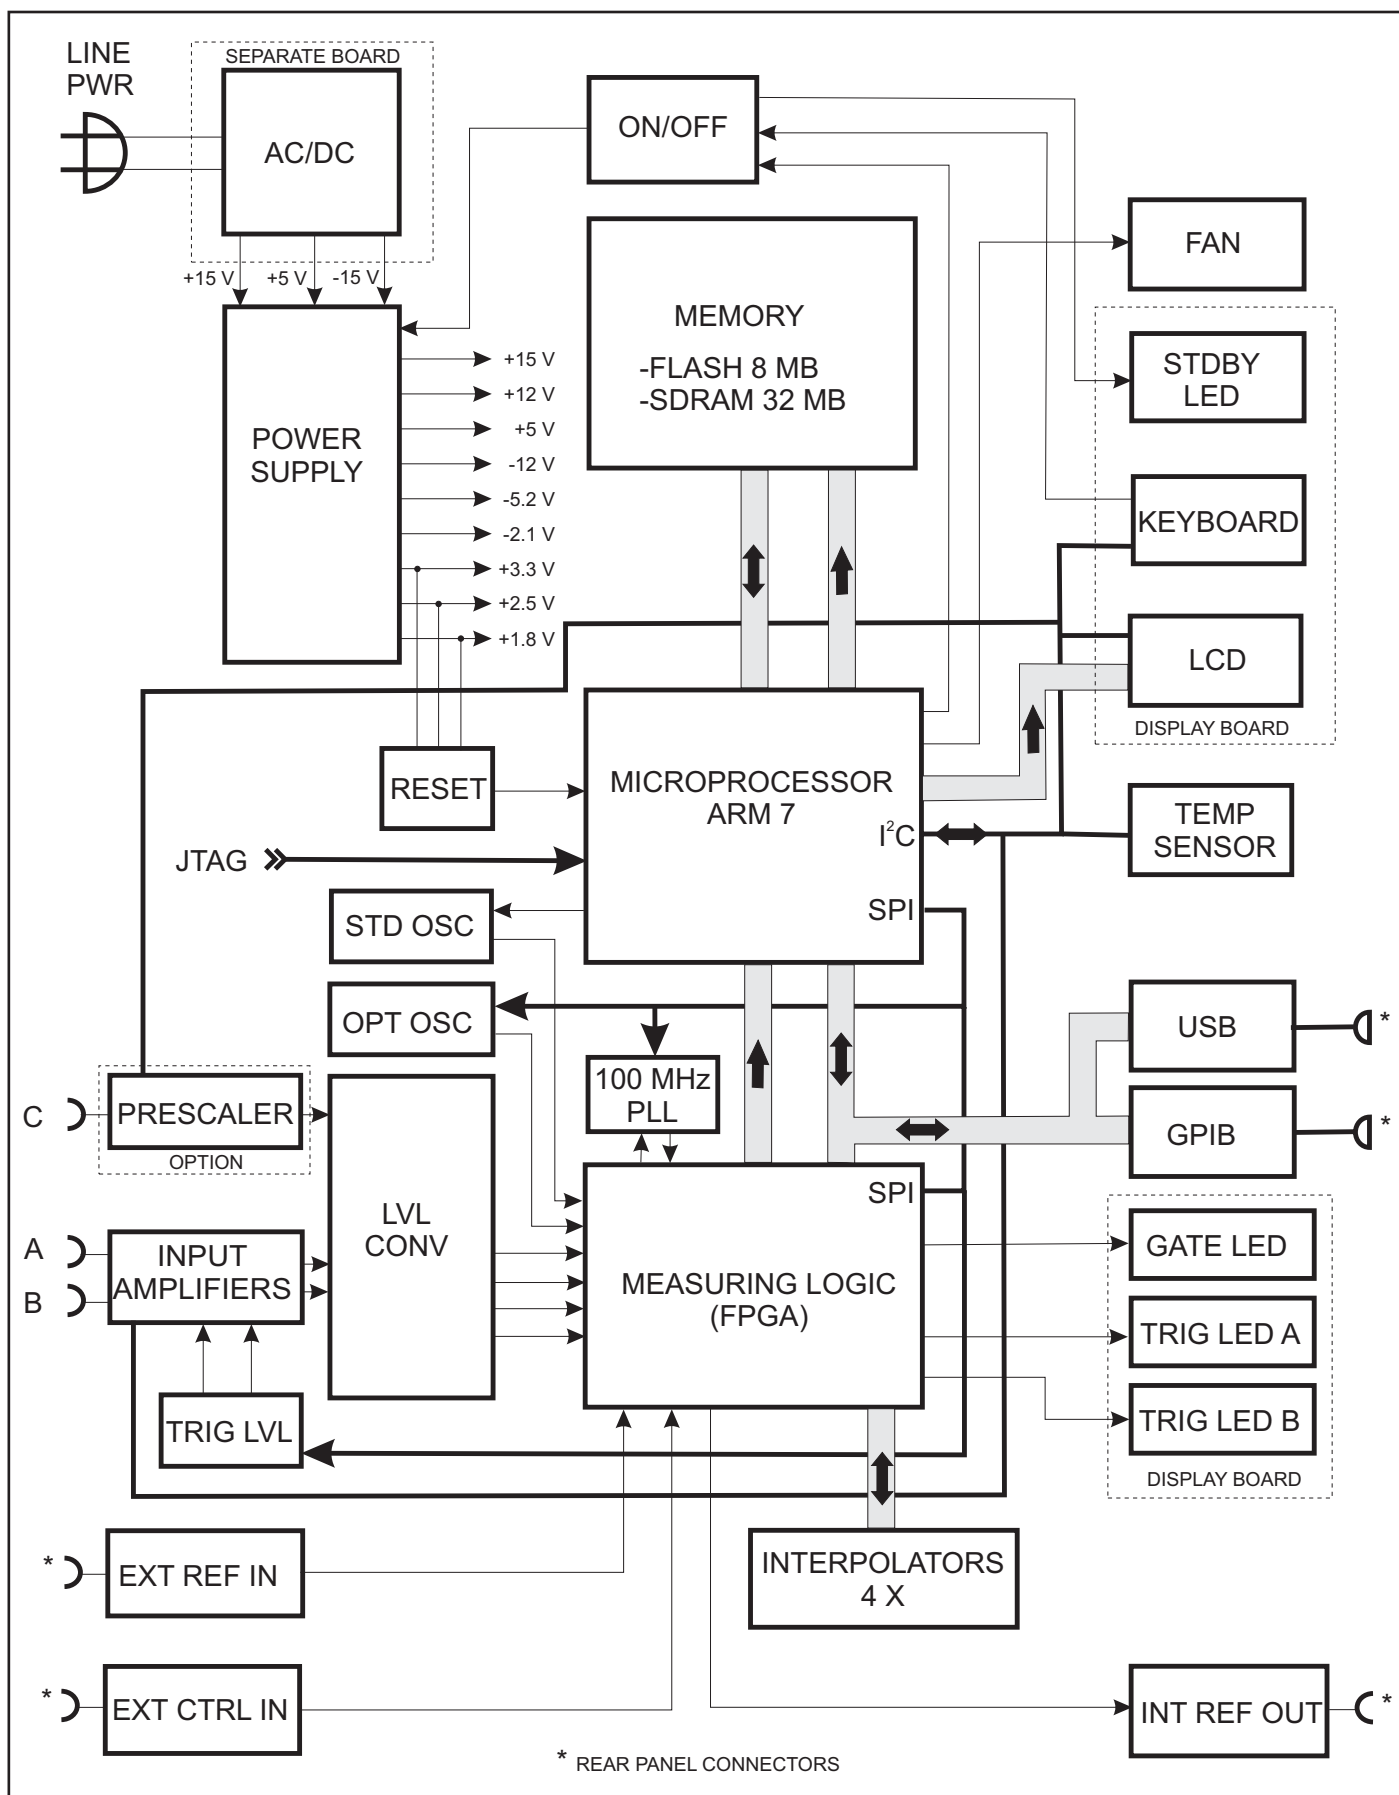 LINE
PWR
SEPARATE BOARD
AC/DC
ON/OFF
FAN
+15 V
+5 V
-15 V
MEMORY
-FLASH 8 MB
-SDRAM 32 MB
STDBY
LED
POWER
SUPPLY
+15 V
+12 V
+5 V
-12 V
-5.2 V
-2.1 V
+3.3 V
+2.5 V
+1.8 V
KEYBOARD
LCD
DISPLAY BOARD
RESET
MICROPROCESSOR
ARM 7
I²C
SPI
TEMP
SENSOR
JTAG
STD OSC
OPT OSC
100 MHz
PLL
USB
*
GPIB
*
C
PRESCALER
OPTION
LVL
CONV
SPI
MEASURING LOGIC
(FPGA)
A
B
INPUT
AMPLIFIERS
GATE LED
TRIG LED A
TRIG LED B
DISPLAY BOARD
TRIG LVL
INTERPOLATORS
4 X
*
EXT REF IN
*
EXT CTRL IN
INT REF OUT
*
* REAR PANEL CONNECTORS